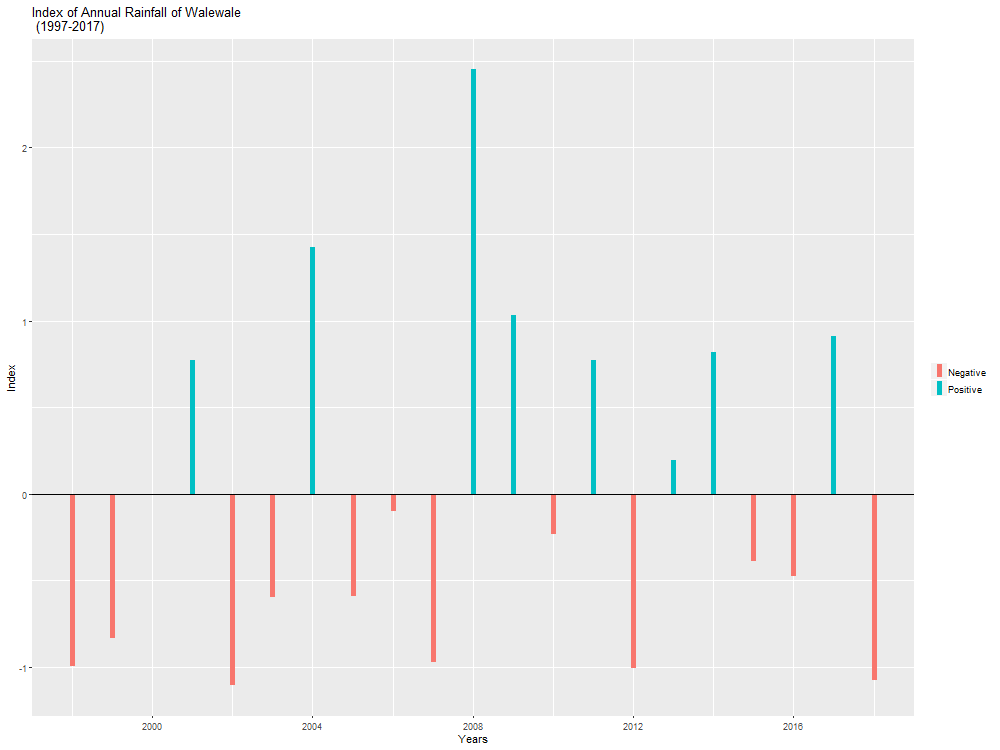 Index of Annual Rainfall of Walewale
(1997-2017)
2
1
0
-1
Index
2000
2004
2008
2012
2016
Years
Negative
Positive